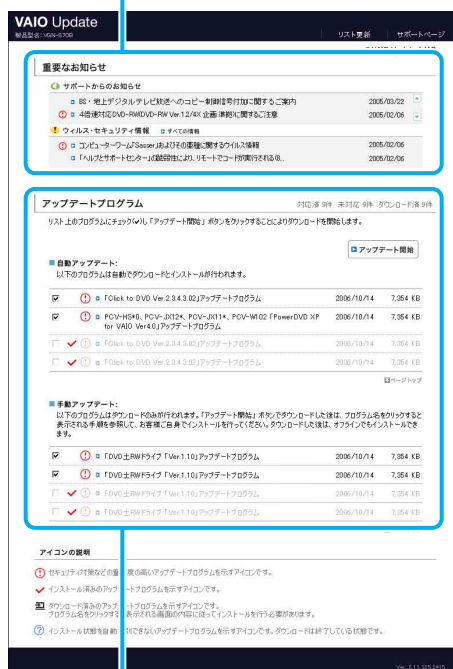 VAIO Update
製品型名: VGN-S70B
リスト更新 サポートページ
重要なお知らせ
サポートからのお知らせ
BS・地上デジタルテレビ放送へのコピー制御信号付加に関するご案内 2005/03/22
4倍速対応DVD-RW(DVD-RW Ver.1.2/4X 企画 準拠)に関するご注意 2005/02/06
ウィルス・セキュリティ情報 すべての情報
コンピューターワーム「Sasser」およびその亜種に関するウイルス情報 2005/02/06
「ヘルプとサポートセンター」の脆弱性により、リモートでコードが実行される@.. 2005/02/06
アップデートプログラム 対応済 9件 未対応 9件 ダウンロード済 9件
リスト上のプログラムにチェック(✔)し「アップデート開始」ボタンをクリックすることによりダウンロードを開始します。
アップデート開始
自動アップデート:
以下のプログラムは自動でダウンロードとインストールが行われます。
「Click to DVD Ver.2.3.4.3.02」アップデートプログラム 2006/10/14 7,354 KB
PCV-HS*0、PCV-JX12*、PCV-JX11*、PCV-W102「PowerDVD XP 2006/10/14 7,354 KB
for VAIO Ver4.0」アップデートプログラム
「Click to DVD Ver.2.3.4.3.02」アップデートプログラム 2006/10/14 7,354 KB
ページトップ
手動アップデート:
以下のプログラムはダウンロードのみが行われます。「アップデート開始」ボタンでダウンロードした後は、プログラム名をクリックすると
表示される手順を参照して、お客様ご自身でインストールを行ってください。ダウンロードした後は、オフラインでもインストールでき
ます。
「DVD±RWドライブ「Ver.1.10」アップデートプログラム 2006/10/14 7,354 KB
「DVD±RWドライブ「Ver.1.10」アップデートプログラム 2006/10/14 7,354 KB
「DVD±RWドライブ「Ver.1.10」アップデートプログラム 2006/10/14 7,354 KB
「DVD±RWドライブ「Ver.1.10」アップデートプログラム 2006/10/14 7,354 KB
アイコンの説明
セキュリティ対策などの重 度の高いアップデートプログラムを示すアイコンです。
インストール済みのアップ ートプログラムを示すアイコンです。
ダウンロード済みのアップ ートプログラムを示すアイコンです。
プログラム名をクリックする 表示される画面の内容に従ってインストールを行う必要があります。
インストール状態を自動 別できないアップデートプログラムを示すアイコンです。ダウンロードは終了している状態です。
Ver. 2.11.325.2415